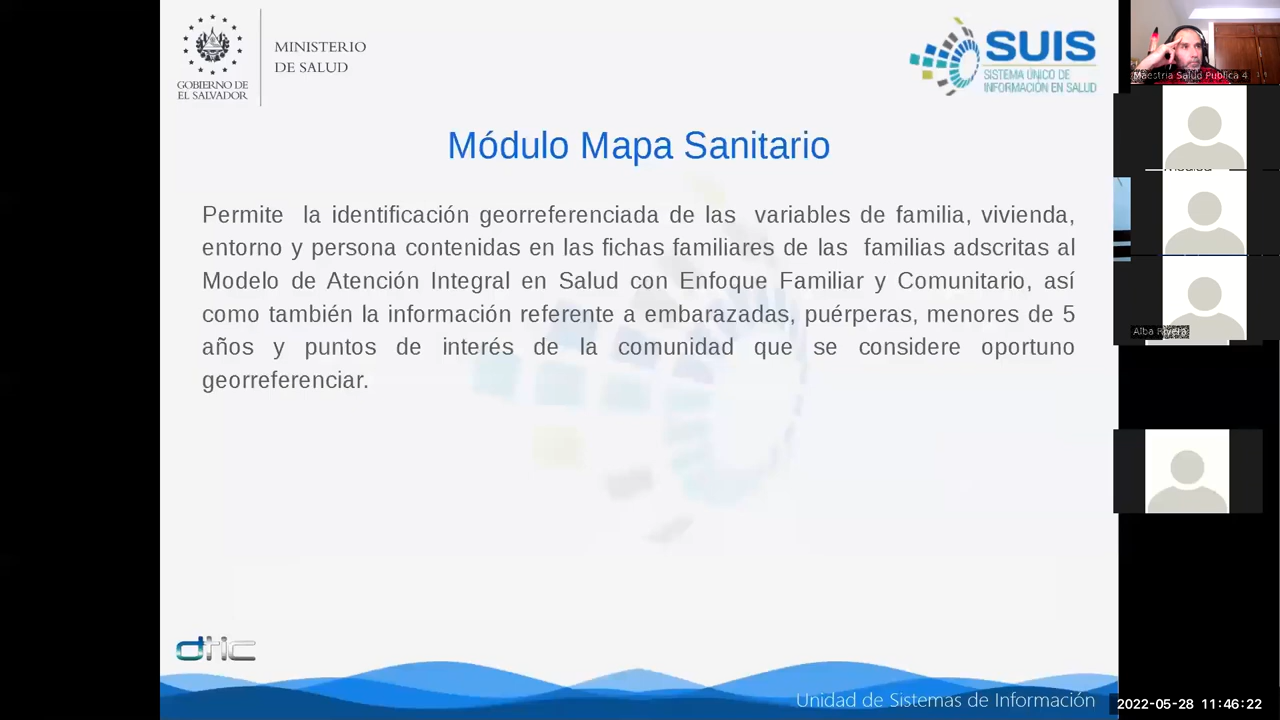 MINISTERIO
DE SALUD
GOBIERNO DE
EL SALVADOR
SUIS
SISTEMA ÚNICO DE
INFORMACIÓN EN SALUD
Maestria Salud Publica 4
Módulo Mapa Sanitario
Permite la identificación georreferenciada de las variables de familia, vivienda,
entorno y persona contenidas en las fichas familiares de las familias adscritas al
Modelo de Atención Integral en Salud con Enfoque Familiar y Comunitario, así
como también la información referente a embarazadas, puérperas, menores de 5
años y puntos de interés de la comunidad que se considere oportuno
georreferenciar.
Alba Rivera
dtic
Unidad de Sistemas de Información
2022-05-28 11:46:22